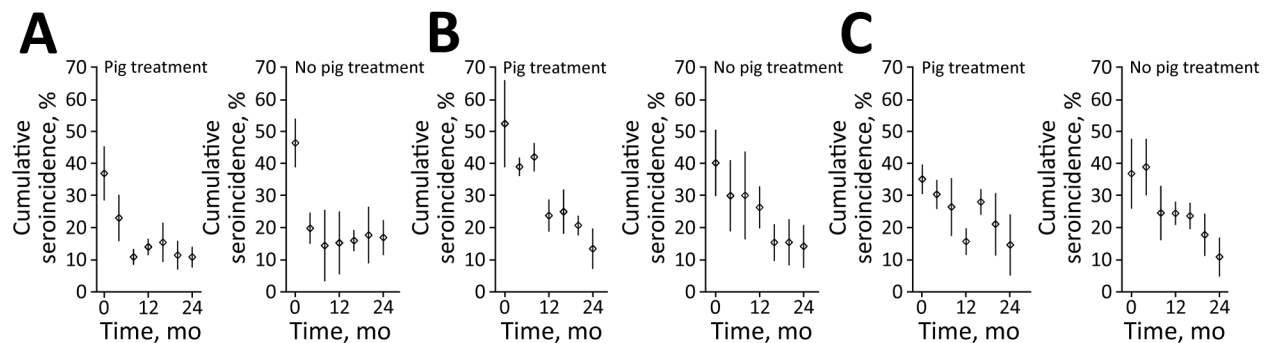 A
Pig treatment
Cumulative
seroincidence, %
70
60
50
40
30
20
10
0
0 12 24
Time, mo
No pig treatment
Cumulative
seroincidence, %
70
60
50
40
30
20
10
0
0 12 24
Time, mo
B
Pig treatment
Cumulative
seroincidence, %
70
60
50
40
30
20
10
0
0 12 24
Time, mo
No pig treatment
Cumulative
seroincidence, %
70
60
50
40
30
20
10
0
0 12 24
Time, mo
C
Pig treatment
Cumulative
seroincidence, %
70
60
50
40
30
20
10
0
0 12 24
Time, mo
No pig treatment
Cumulative
seroincidence, %
70
60
50
40
30
20
10
0
0 12 24
Time, mo